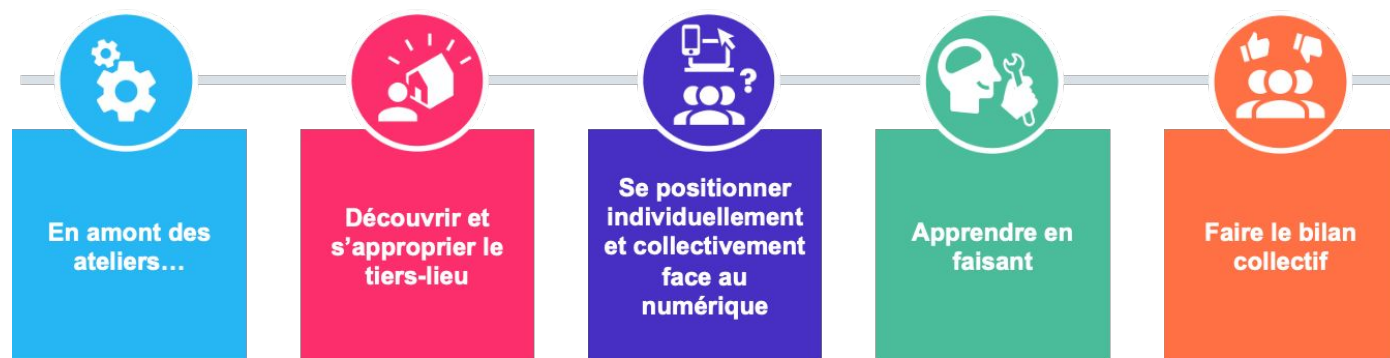 En amont des
ateliers…
Découvrir et
s’approprier le
tiers-lieu
Se positionner
individuellement
et collectivement
face au
numérique
Apprendre en
faisant
Faire le bilan
collectif